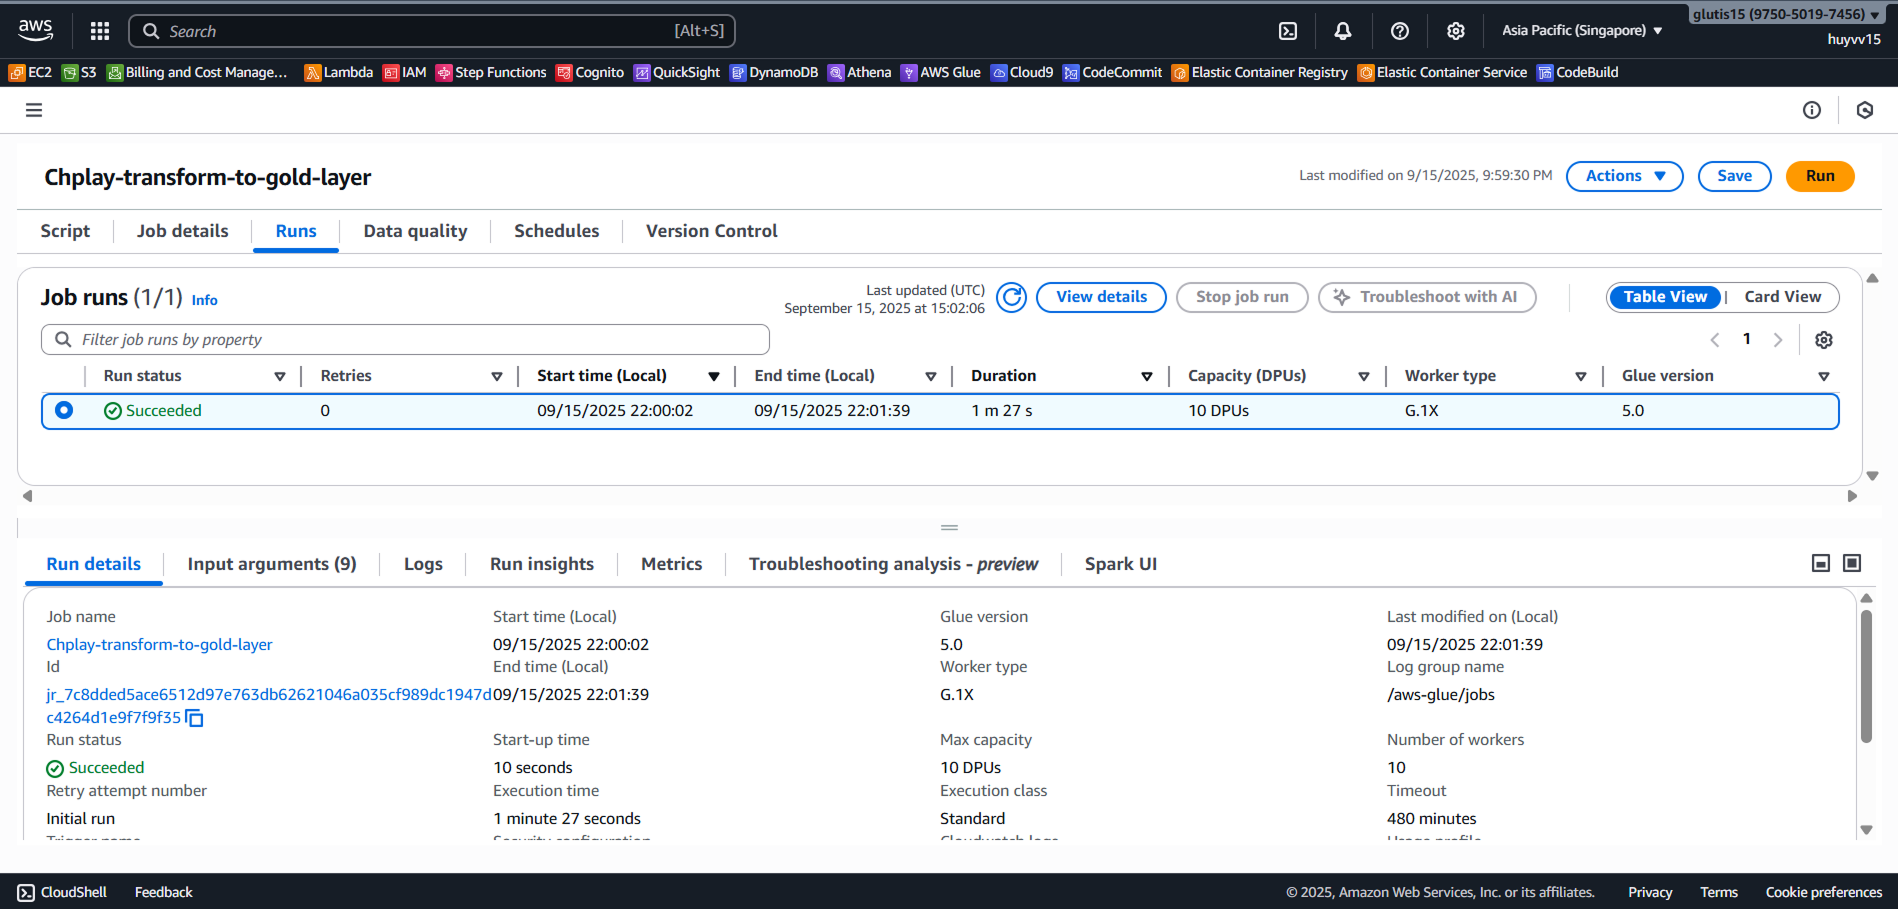 aws
Search
[Alt+S]
Asia Pacific (Singapore)
glutis15 (9750-5019-7456)
huyvv15
EC2
S3
Billing and Cost Manage...
Lambda
IAM
Step Functions
Cognito
QuickSight
DynamoDB
Athena
AWS Glue
Cloud9
CodeCommit
Elastic Container Registry
Elastic Container Service
CodeBuild
Chplay-transform-to-gold-layer
Last modified on 9/15/2025, 9:59:30 PM
Actions
Save
Run
Script
Job details
Runs
Data quality
Schedules
Version Control
Job runs (1/1) Info
Last updated (UTC)
September 15, 2025 at 15:02:06
View details
Stop job run
Troubleshoot with AI
Table View
Card View
Filter job runs by property
1
Run status
Retries
Start time (Local)
End time (Local)
Duration
Capacity (DPUs)
Worker type
Glue version
Succeeded
0
09/15/2025 22:00:02
09/15/2025 22:01:39
1 m 27 s
10 DPUs
G.1X
5.0
Run details
Input arguments (9)
Logs
Run insights
Metrics
Troubleshooting analysis - preview
Spark UI
Job name
Chplay-transform-to-gold-layer
Id
jr_7c8dded5ace6512d97e763db62621046a035cf989dc1947d
c4264d1e9f7f9f35
Run status
Succeeded
Retry attempt number
Initial run
Trigger name
Start time (Local)
09/15/2025 22:00:02
End time (Local)
09/15/2025 22:01:39
Start-up time
10 seconds
Execution time
1 minute 27 seconds
Security configuration
Glue version
5.0
Worker type
G.1X
Max capacity
10 DPUs
Execution class
Standard
Cloudwatch logs
Last modified on (Local)
09/15/2025 22:01:39
Log group name
/aws-glue/jobs
Number of workers
10
Timeout
480 minutes
Usage profile
CloudShell
Feedback
© 2025, Amazon Web Services, Inc. or its affiliates.
Privacy
Terms
Cookie preferences